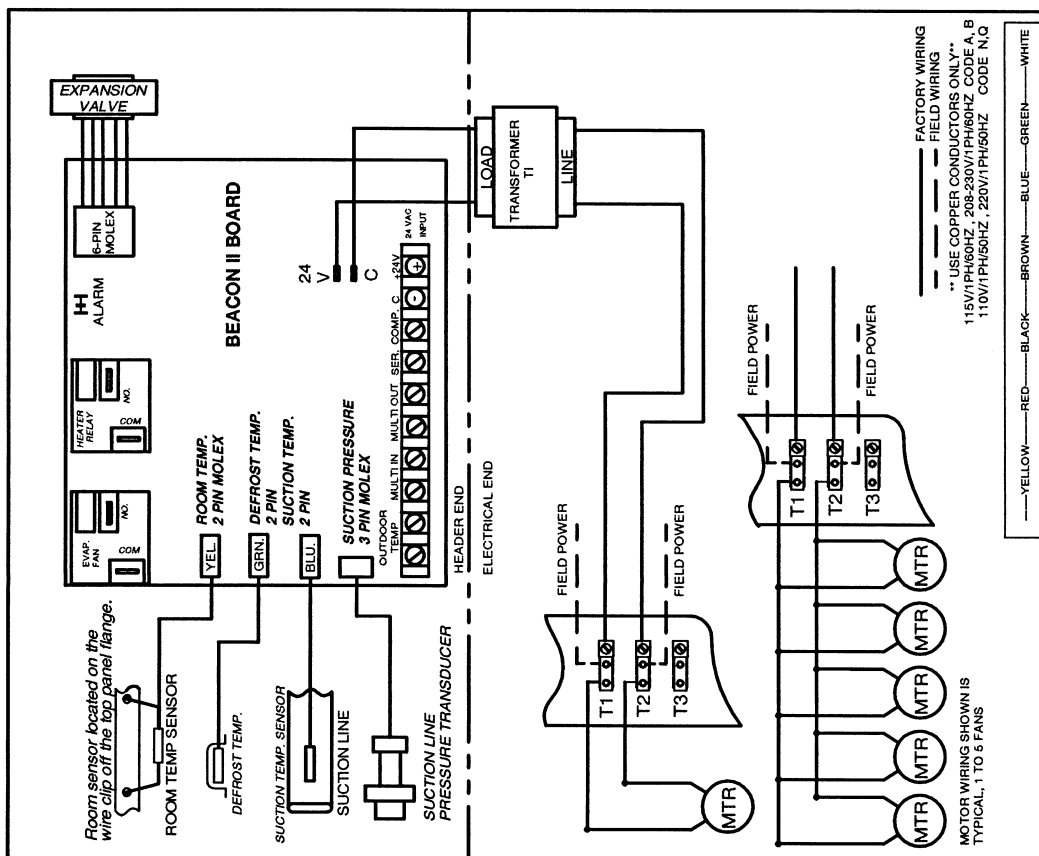 EXPANSION
VALVE
6-PIN
MOLEX
ALARM
HEATER
RELAY
NO.
COM
EVAP.
FAN
NO.
COM
BEACON II BOARD
24
V
C
24 VAC
INPUT
+24V
C
COMP.
SER.
MULTI OUT
MULTI IN
OUTDOOR
TEMP
+
-
YEL.
ROOM TEMP.
2 PIN MOLEX
GRN.
DEFROST TEMP.
2 PIN
BLU.
SUCTION TEMP.
2 PIN
SUCTION PRESSURE
3 PIN MOLEX
Room sensor located on the
wire clip off the top panel flange.
ROOM TEMP SENSOR
DEFROST TEMP.
SUCTION TEMP. SENSOR
SUCTION LINE
SUCTION LINE
PRESSURE TRANSDUCER
HEADER END
ELECTRICAL END
LOAD
TRANSFORMER
TI
LINE
FIELD POWER
T1
T2
T3
FIELD POWER
MTR
FIELD POWER
T1
T2
T3
FIELD POWER
MTR
MTR
MTR
MTR
MTR
MOTOR WIRING SHOWN IS
TYPICAL, 1 TO 5 FANS
FACTORY WIRING
FIELD WIRING
** USE COPPER CONDUCTORS ONLY**
115V/1PH/60HZ , 208-230V/1PH/60HZ CODE A, B
110V/1PH/50HZ , 220V/1PH/50HZ CODE N,Q
YELLOW RED BLACK BROWN BLUE GREEN WHITE